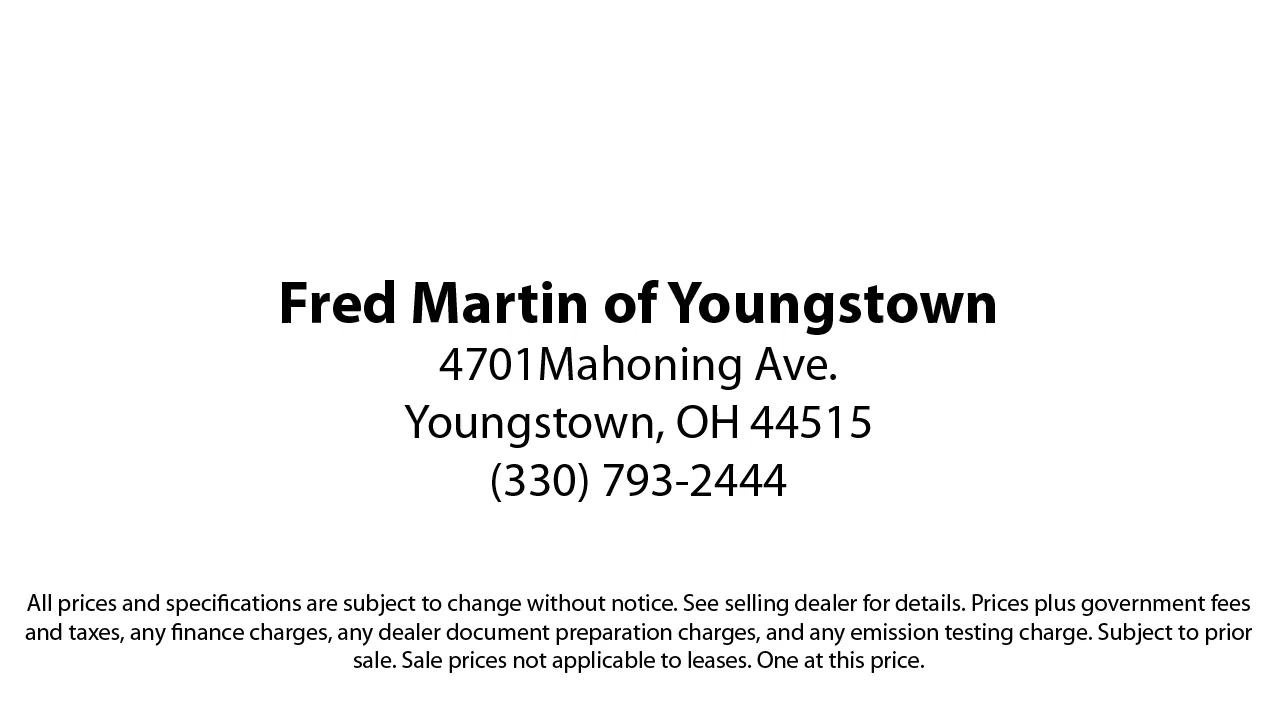 Fred Martin of Youngstown
4701Mahoning Ave.
Youngstown, OH 44515
(330) 793-2444
All prices and specifications are subject to change without notice. See selling dealer for details. Prices plus government fees
and taxes, any finance charges, any dealer document preparation charges, and any emission testing charge. Subject to prior
sale. Sale prices not applicable to leases. One at this price.